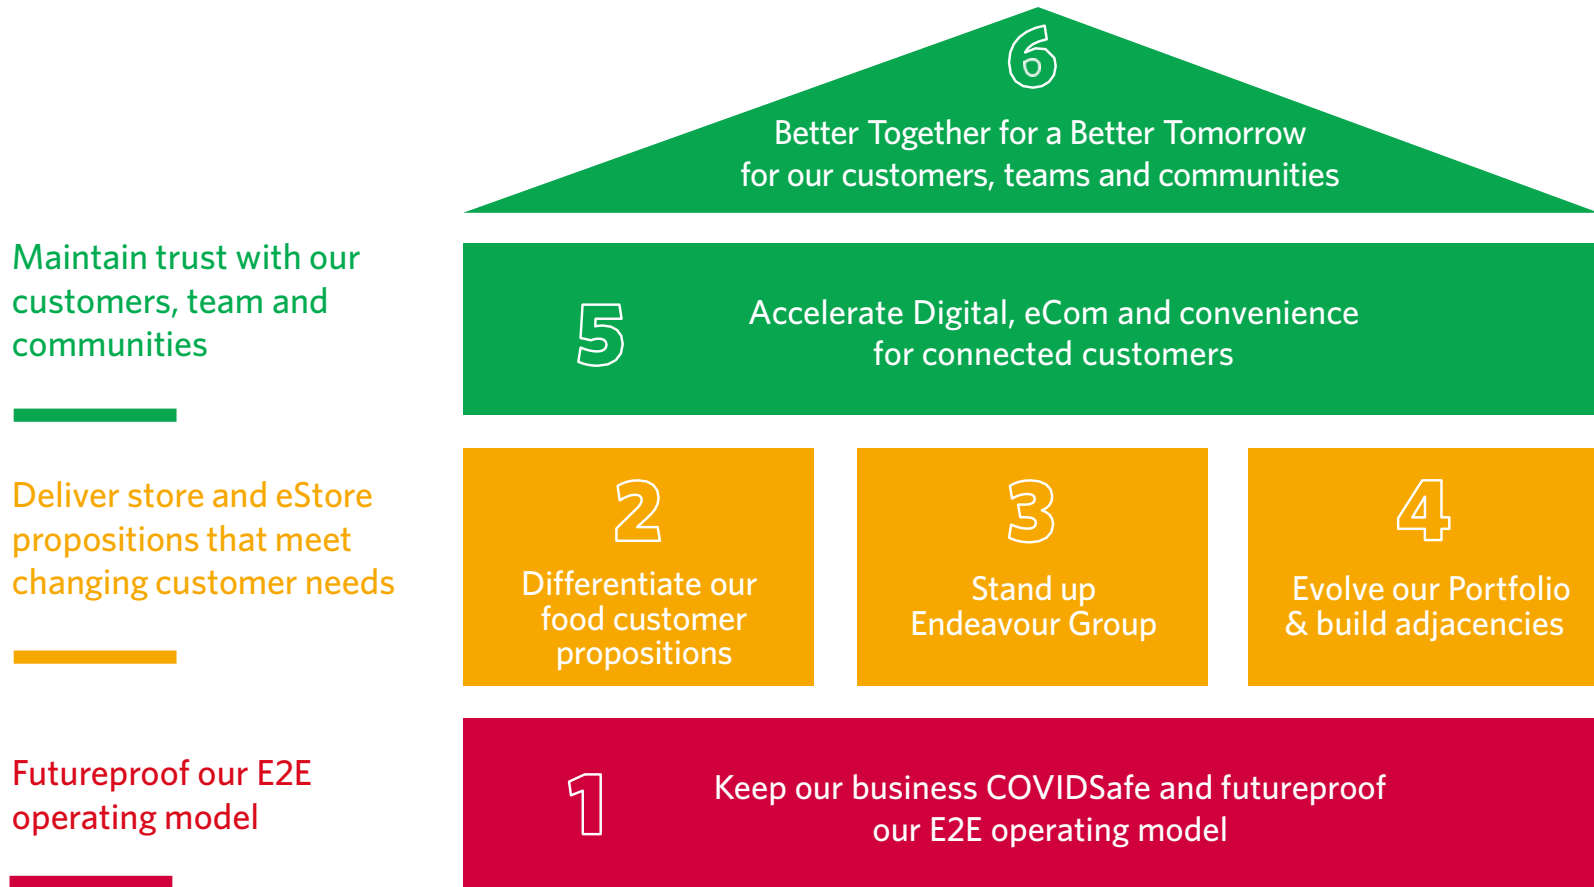 6
Better Together for a Better Tomorrow
for our customers, teams and communities
Maintain trust with our
customers, team and
communities
5
Accelerate Digital, eCom and convenience
for connected customers
Deliver store and eStore
propositions that meet
changing customer needs
2
Differentiate our
food customer
propositions
3
Stand up
Endeavour Group
4
Evolve our Portfolio
& build adjacencies
Futureproof our E2E
operating model
1
Keep our business COVIDSafe and futureproof
our E2E operating model